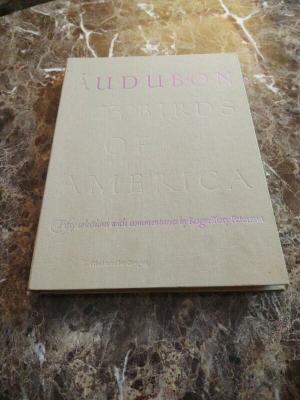 AUDUBON
BIRDS
OF
AMERICA
Fifty selections with commentaries by Roger Tory Peterson